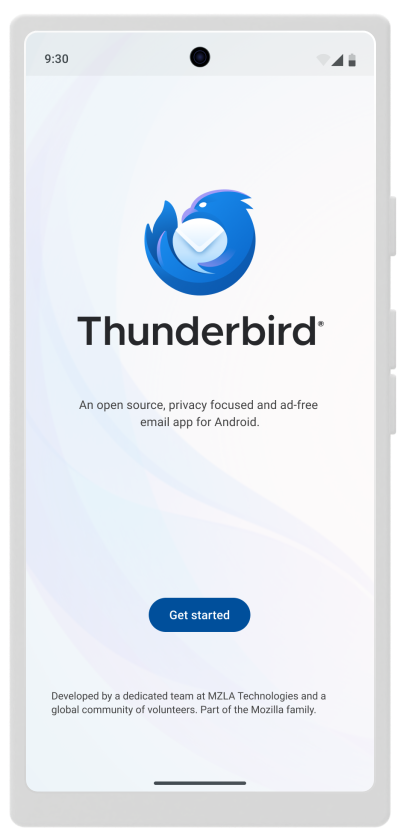 9:30
Thunderbird®
An open source, privacy focused and ad-free
email app for Android.
Get started
Developed by a dedicated team at MZLA Technologies and a
global community of volunteers. Part of the Mozilla family.